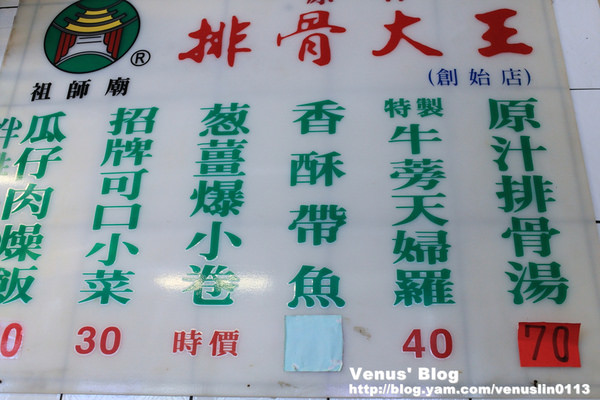 排骨大王
®
祖師廟
(創始店)
原汁排骨湯
70
特製
牛蒡天婦羅
40
香酥帶魚
葱薑爆小卷
時價
招牌可口小菜
30
瓜仔肉燥飯
0
Venus' Blog
http://blog.yam.com/venuslin0113